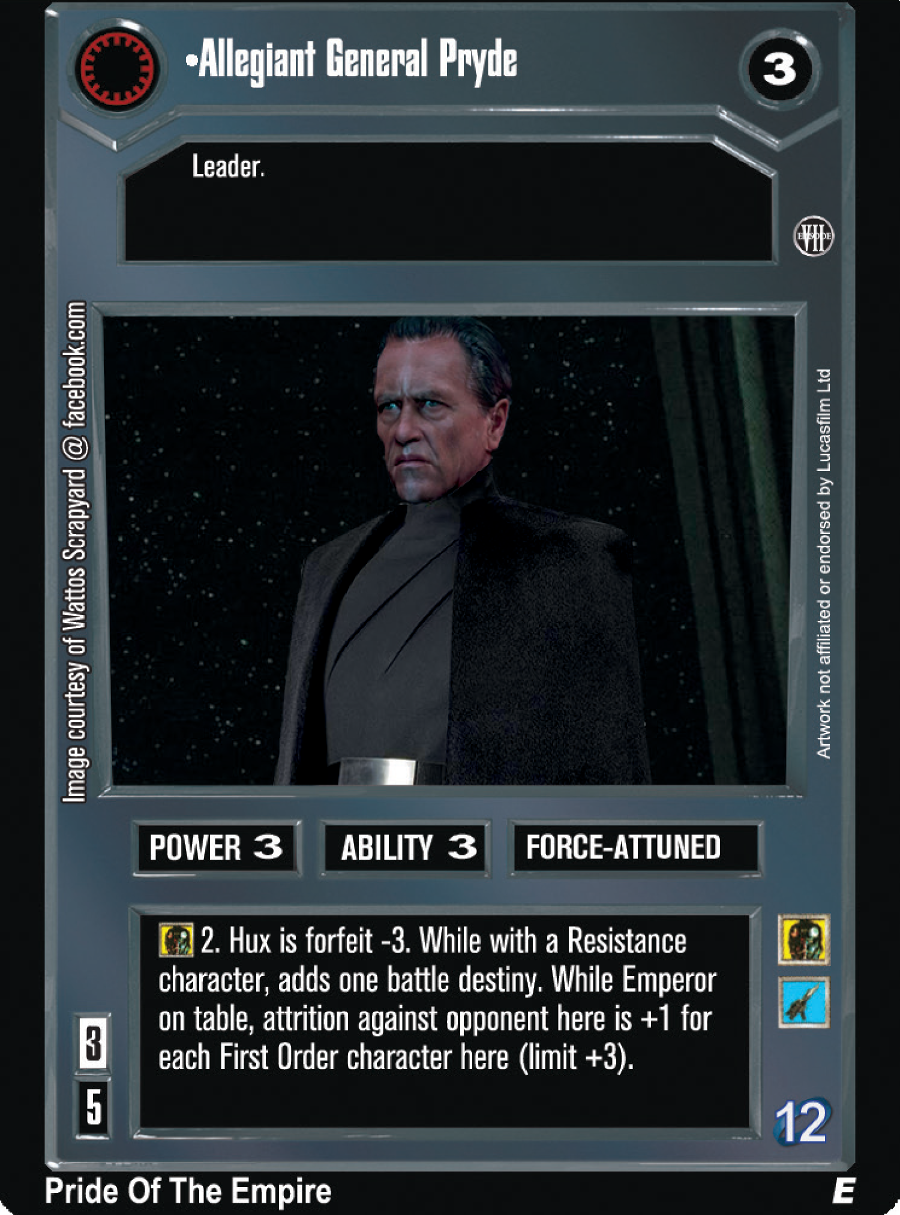 •Allegiant General Pryde
3
Leader.
EPISODE
VII
Image courtesy of Wattos Scrapyard @ facebook.com
Artwork not affiliated or endorsed by Lucasfilm Ltd
POWER 3
ABILITY 3
FORCE-ATTUNED
2. Hux is forfeit -3. While with a Resistance
character, adds one battle destiny. While Emperor
on table, attrition against opponent here is +1 for
each First Order character here (limit +3).
3
5
12
Pride Of The Empire
E